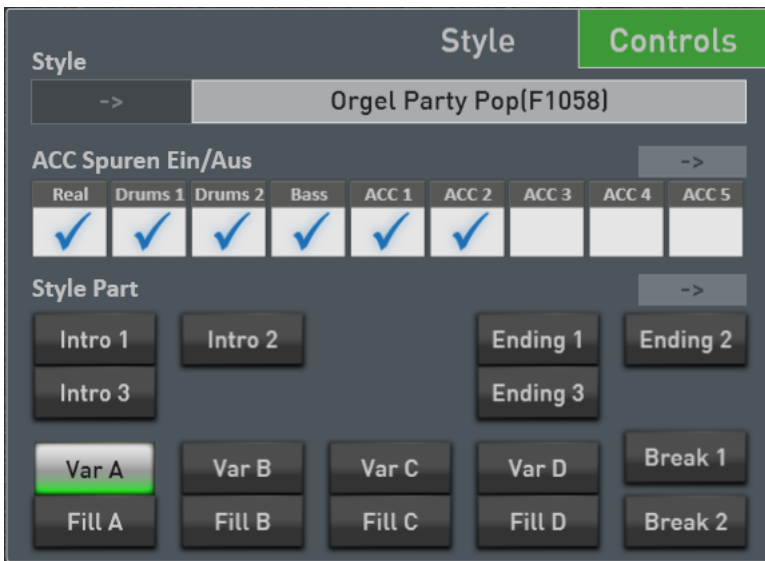 Style Controls
Style
-> Orgel Party Pop(F1058)
ACC Spuren Ein/Aus ->
Real Drums 1 Drums 2 Bass ACC 1 ACC 2 ACC 3 ACC 4 ACC 5
Style Part ->
Intro 1 Intro 2 Ending 1 Ending 2
Intro 3 Ending 3
Var A Var B Var C Var D Break 1
Fill A Fill B Fill C Fill D Break 2